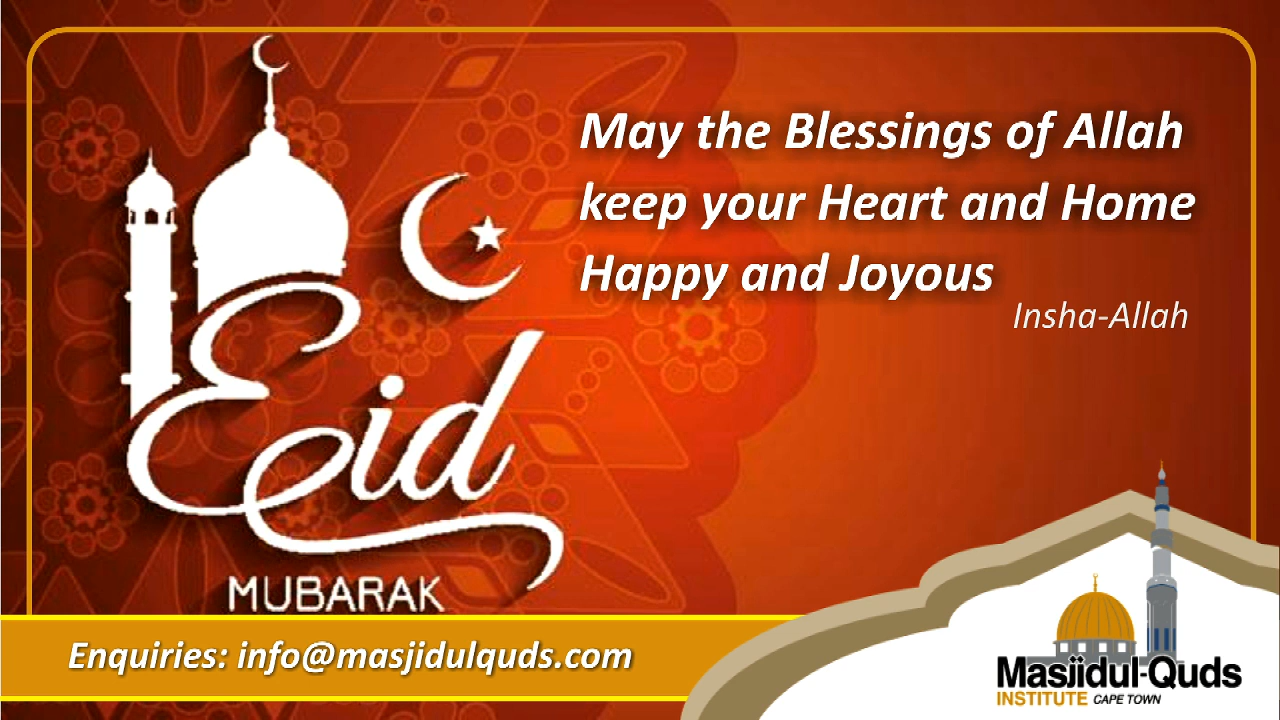 Eid
MUBARAK
May the Blessings of Allah
keep your Heart and Home
Happy and Joyous
Insha-Allah
Enquiries: info@masjidulquds.com
Masjidul-Quds
INSTITUTE CAPE TOWN